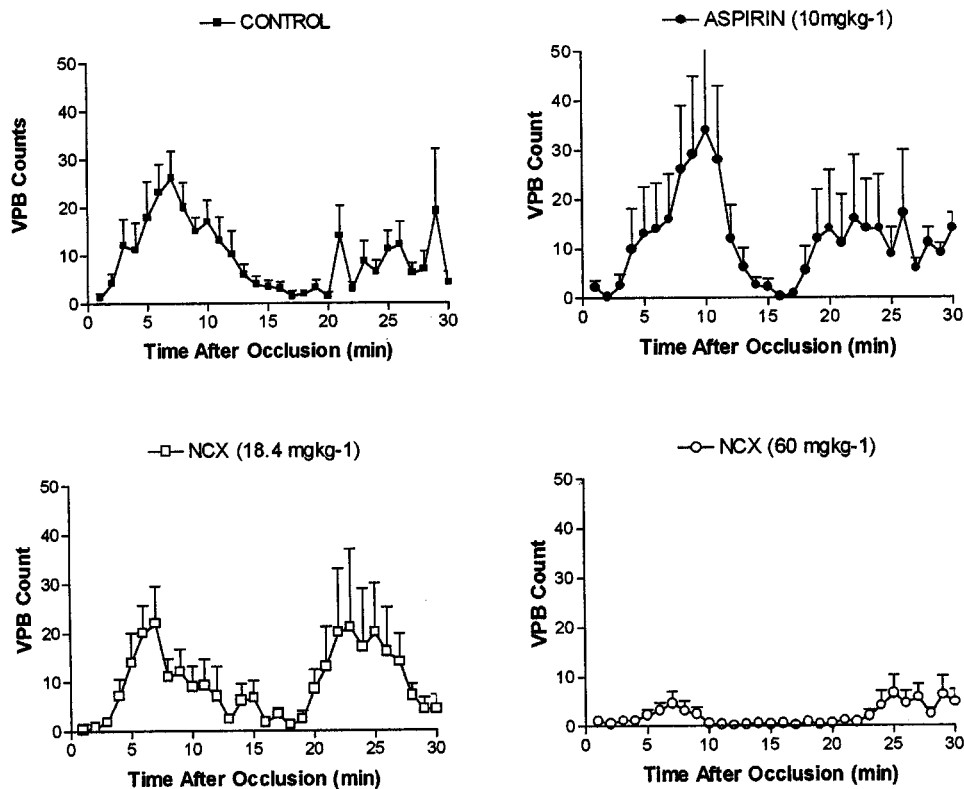 CONTROL
50
40
30
20
10
0
VPB Counts
0 5 10 15 20 25 30
Time After Occlusion (min)
ASPIRIN (10mgkg-1)
50
40
30
20
10
0
VPB Count
0 5 10 15 20 25 30
Time After Occlusion (min)
NCX (18.4 mgkg-1)
50
40
30
20
10
0
VPB Count
0 5 10 15 20 25 30
Time After Occlusion (min)
NCX (60 mgkg-1)
50
40
30
20
10
0
VPB Count
0 5 10 15 20 25 30
Time After Occlusion (min)